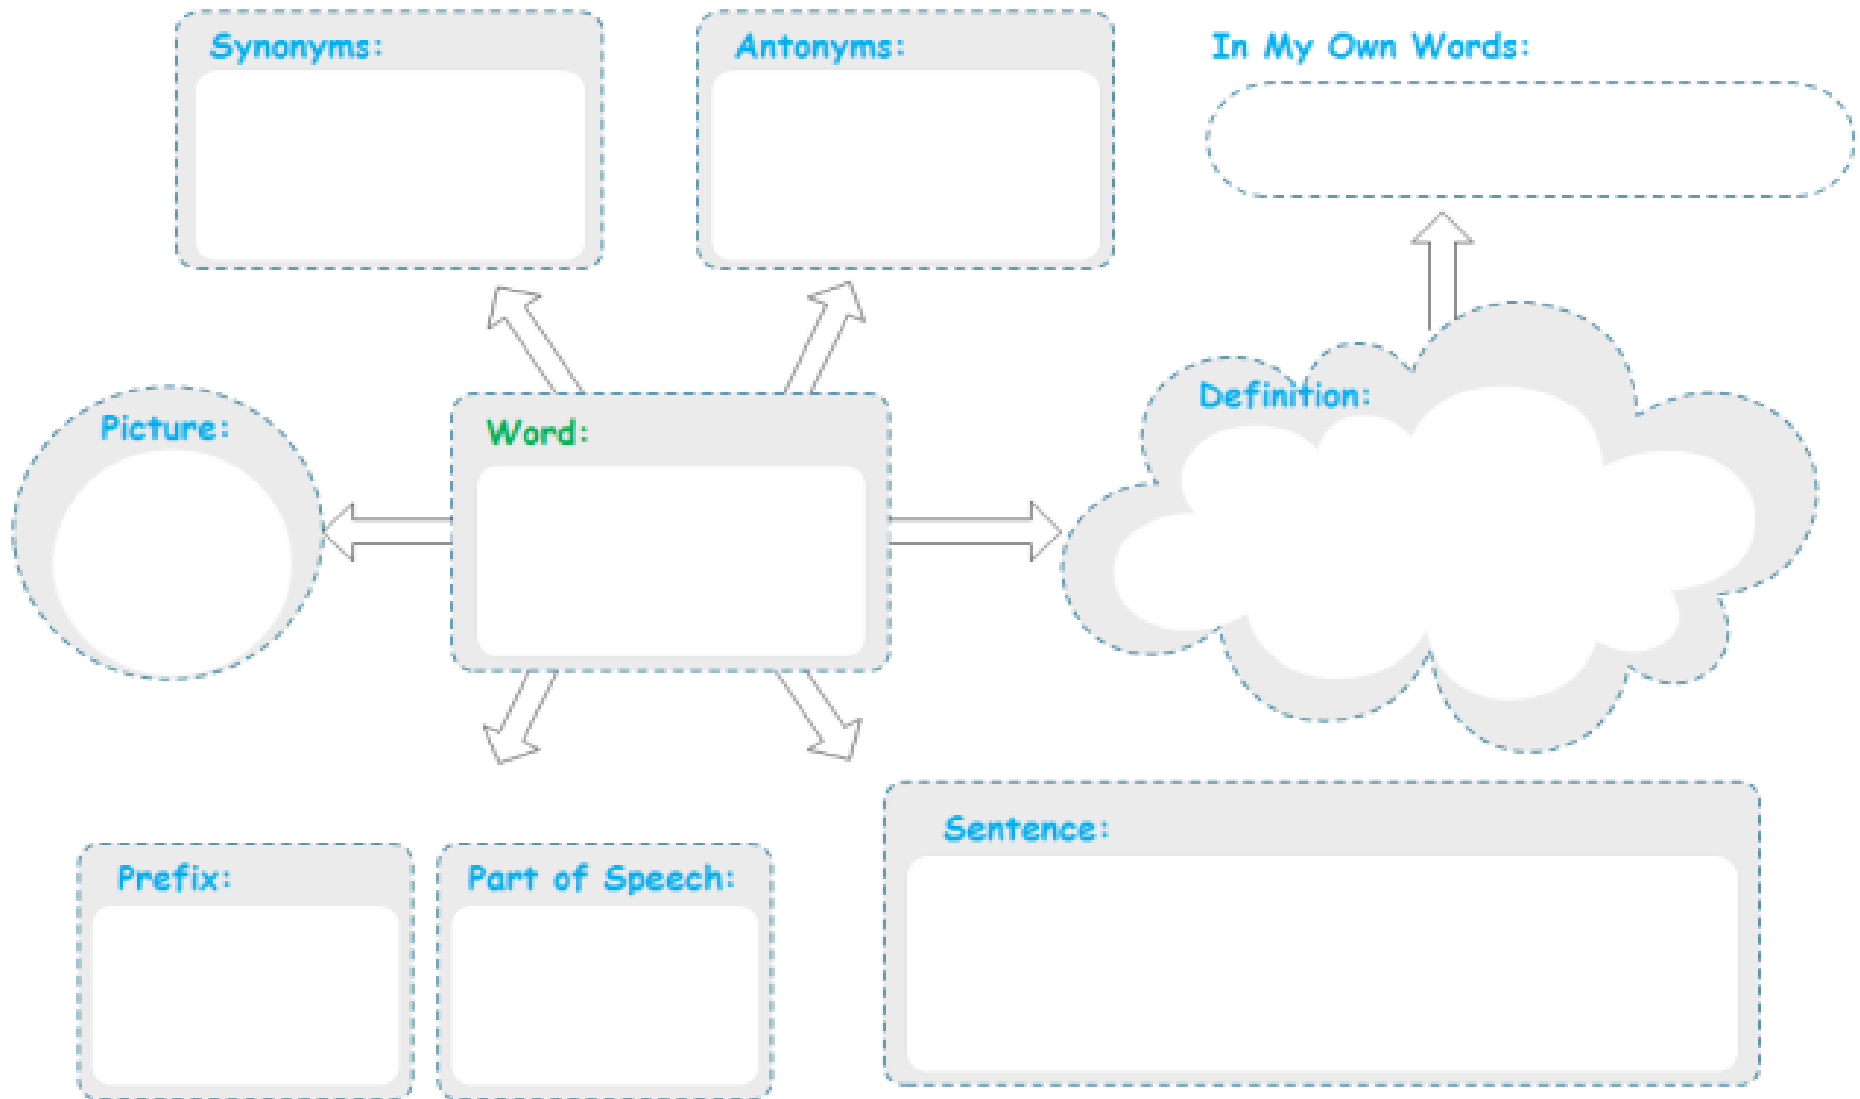 Synonyms:
Antonyms:
In My Own Words:
Picture:
Word:
Definition:
Prefix:
Part of Speech:
Sentence: